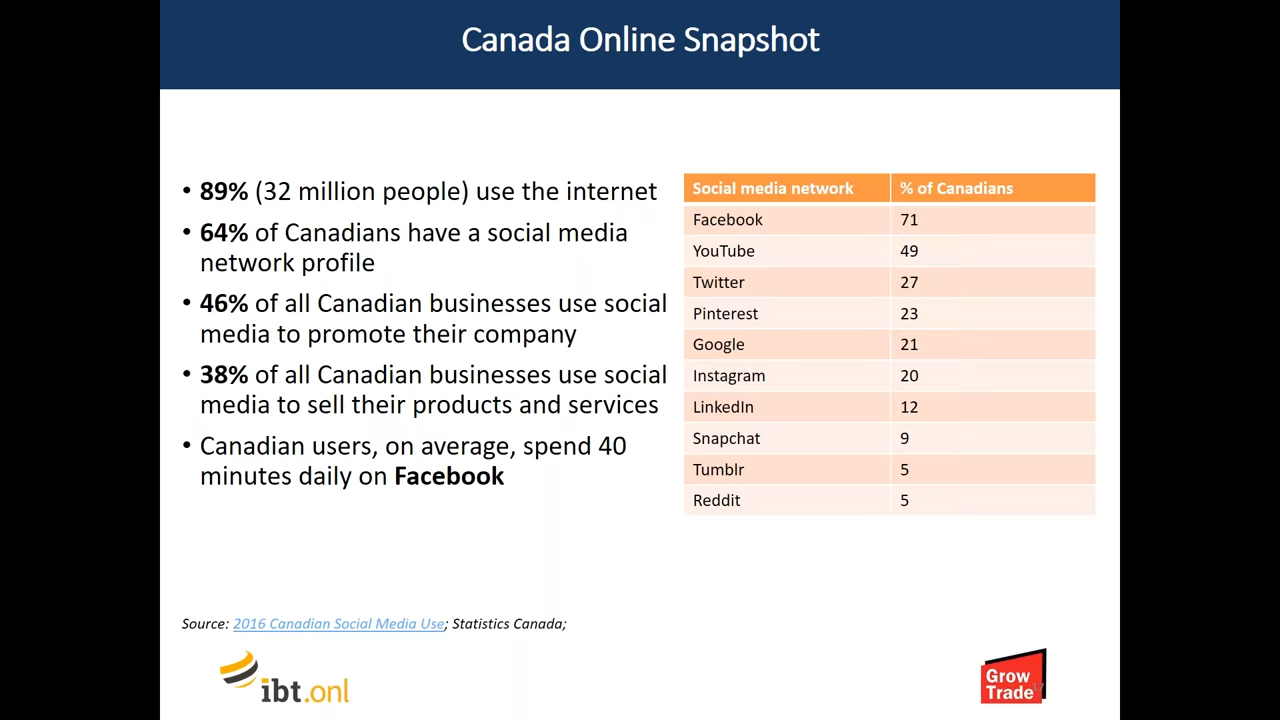 Canada Online Snapshot
• 89% (32 million people) use the internet
• 64% of Canadians have a social media
network profile
• 46% of all Canadian businesses use social
media to promote their company
• 38% of all Canadian businesses use social
media to sell their products and services
• Canadian users, on average, spend 40
minutes daily on Facebook
Social media network % of Canadians
Facebook 71
YouTube 49
Twitter 27
Pinterest 23
Google 21
Instagram 20
LinkedIn 12
Snapchat 9
Tumblr 5
Reddit 5
Source: 2016 Canadian Social Media Use; Statistics Canada;
ibt.onl
Grow
Trade
17